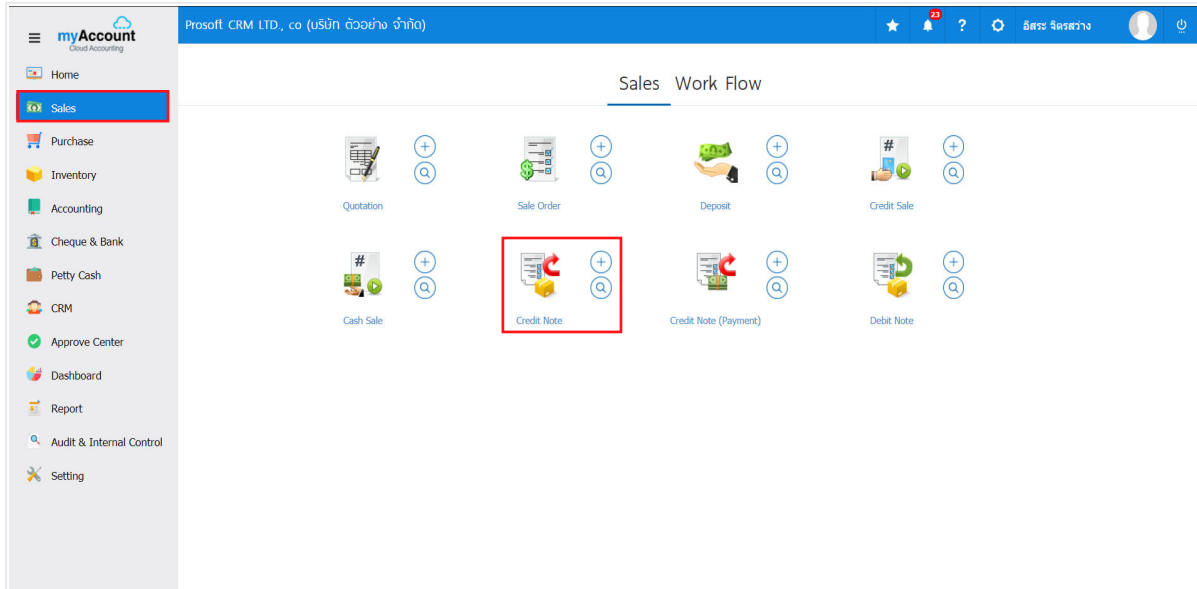 myAccount
Cloud Accounting
Prosoft CRM LTD., co (บริษัท ตัวอย่าง จำกัด)
23
?
อิสระ จิตรสว่าง
Home
Sales
Purchase
Inventory
Accounting
Cheque & Bank
Petty Cash
CRM
Approve Center
Dashboard
Report
Audit & Internal Control
Setting
Sales Work Flow
Quotation
Sale Order
Deposit
#
Credit Sale
#
Cash Sale
Credit Note
Credit Note (Payment)
Debit Note